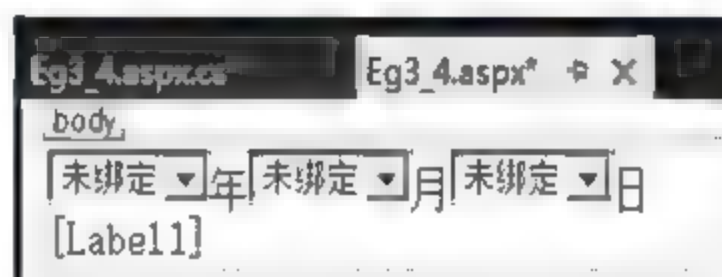 Eg3_4.aspx.cs Eg3_4.aspx*
body
未绑定 年 未绑定 月 未绑定 日
[Label1]